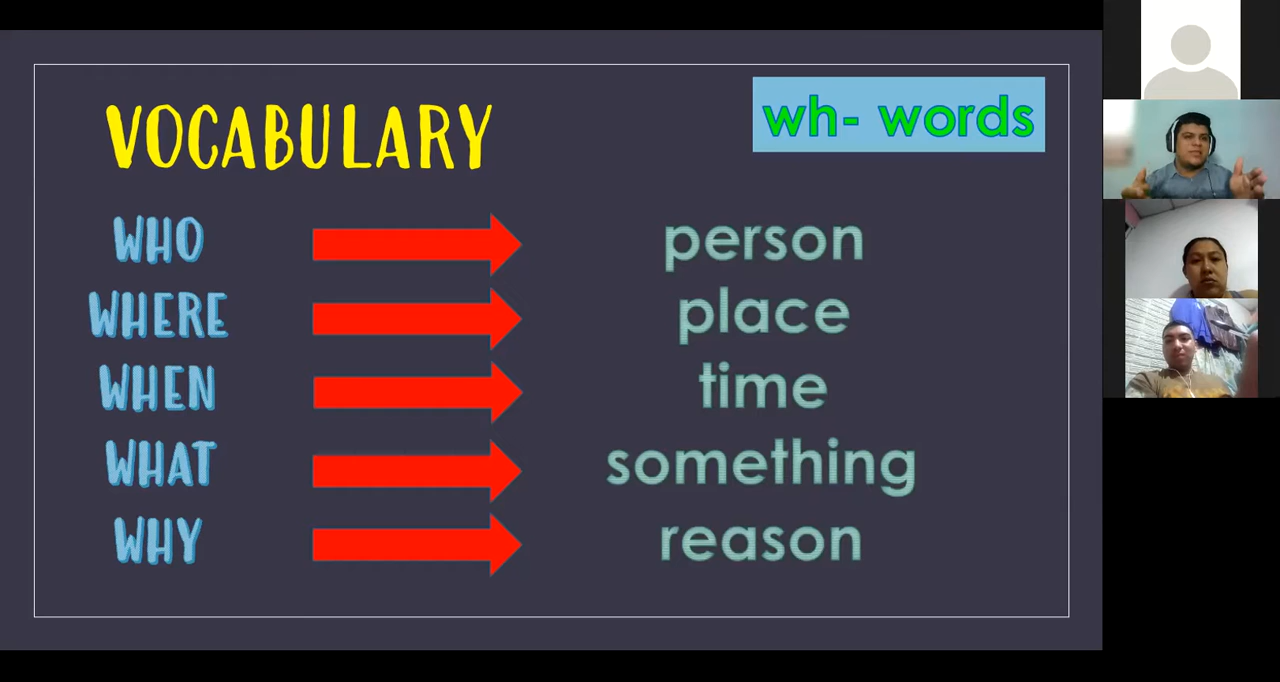 VOCABULARY
wh- words
WHO person
WHERE place
WHEN time
WHAT something
WHY reason